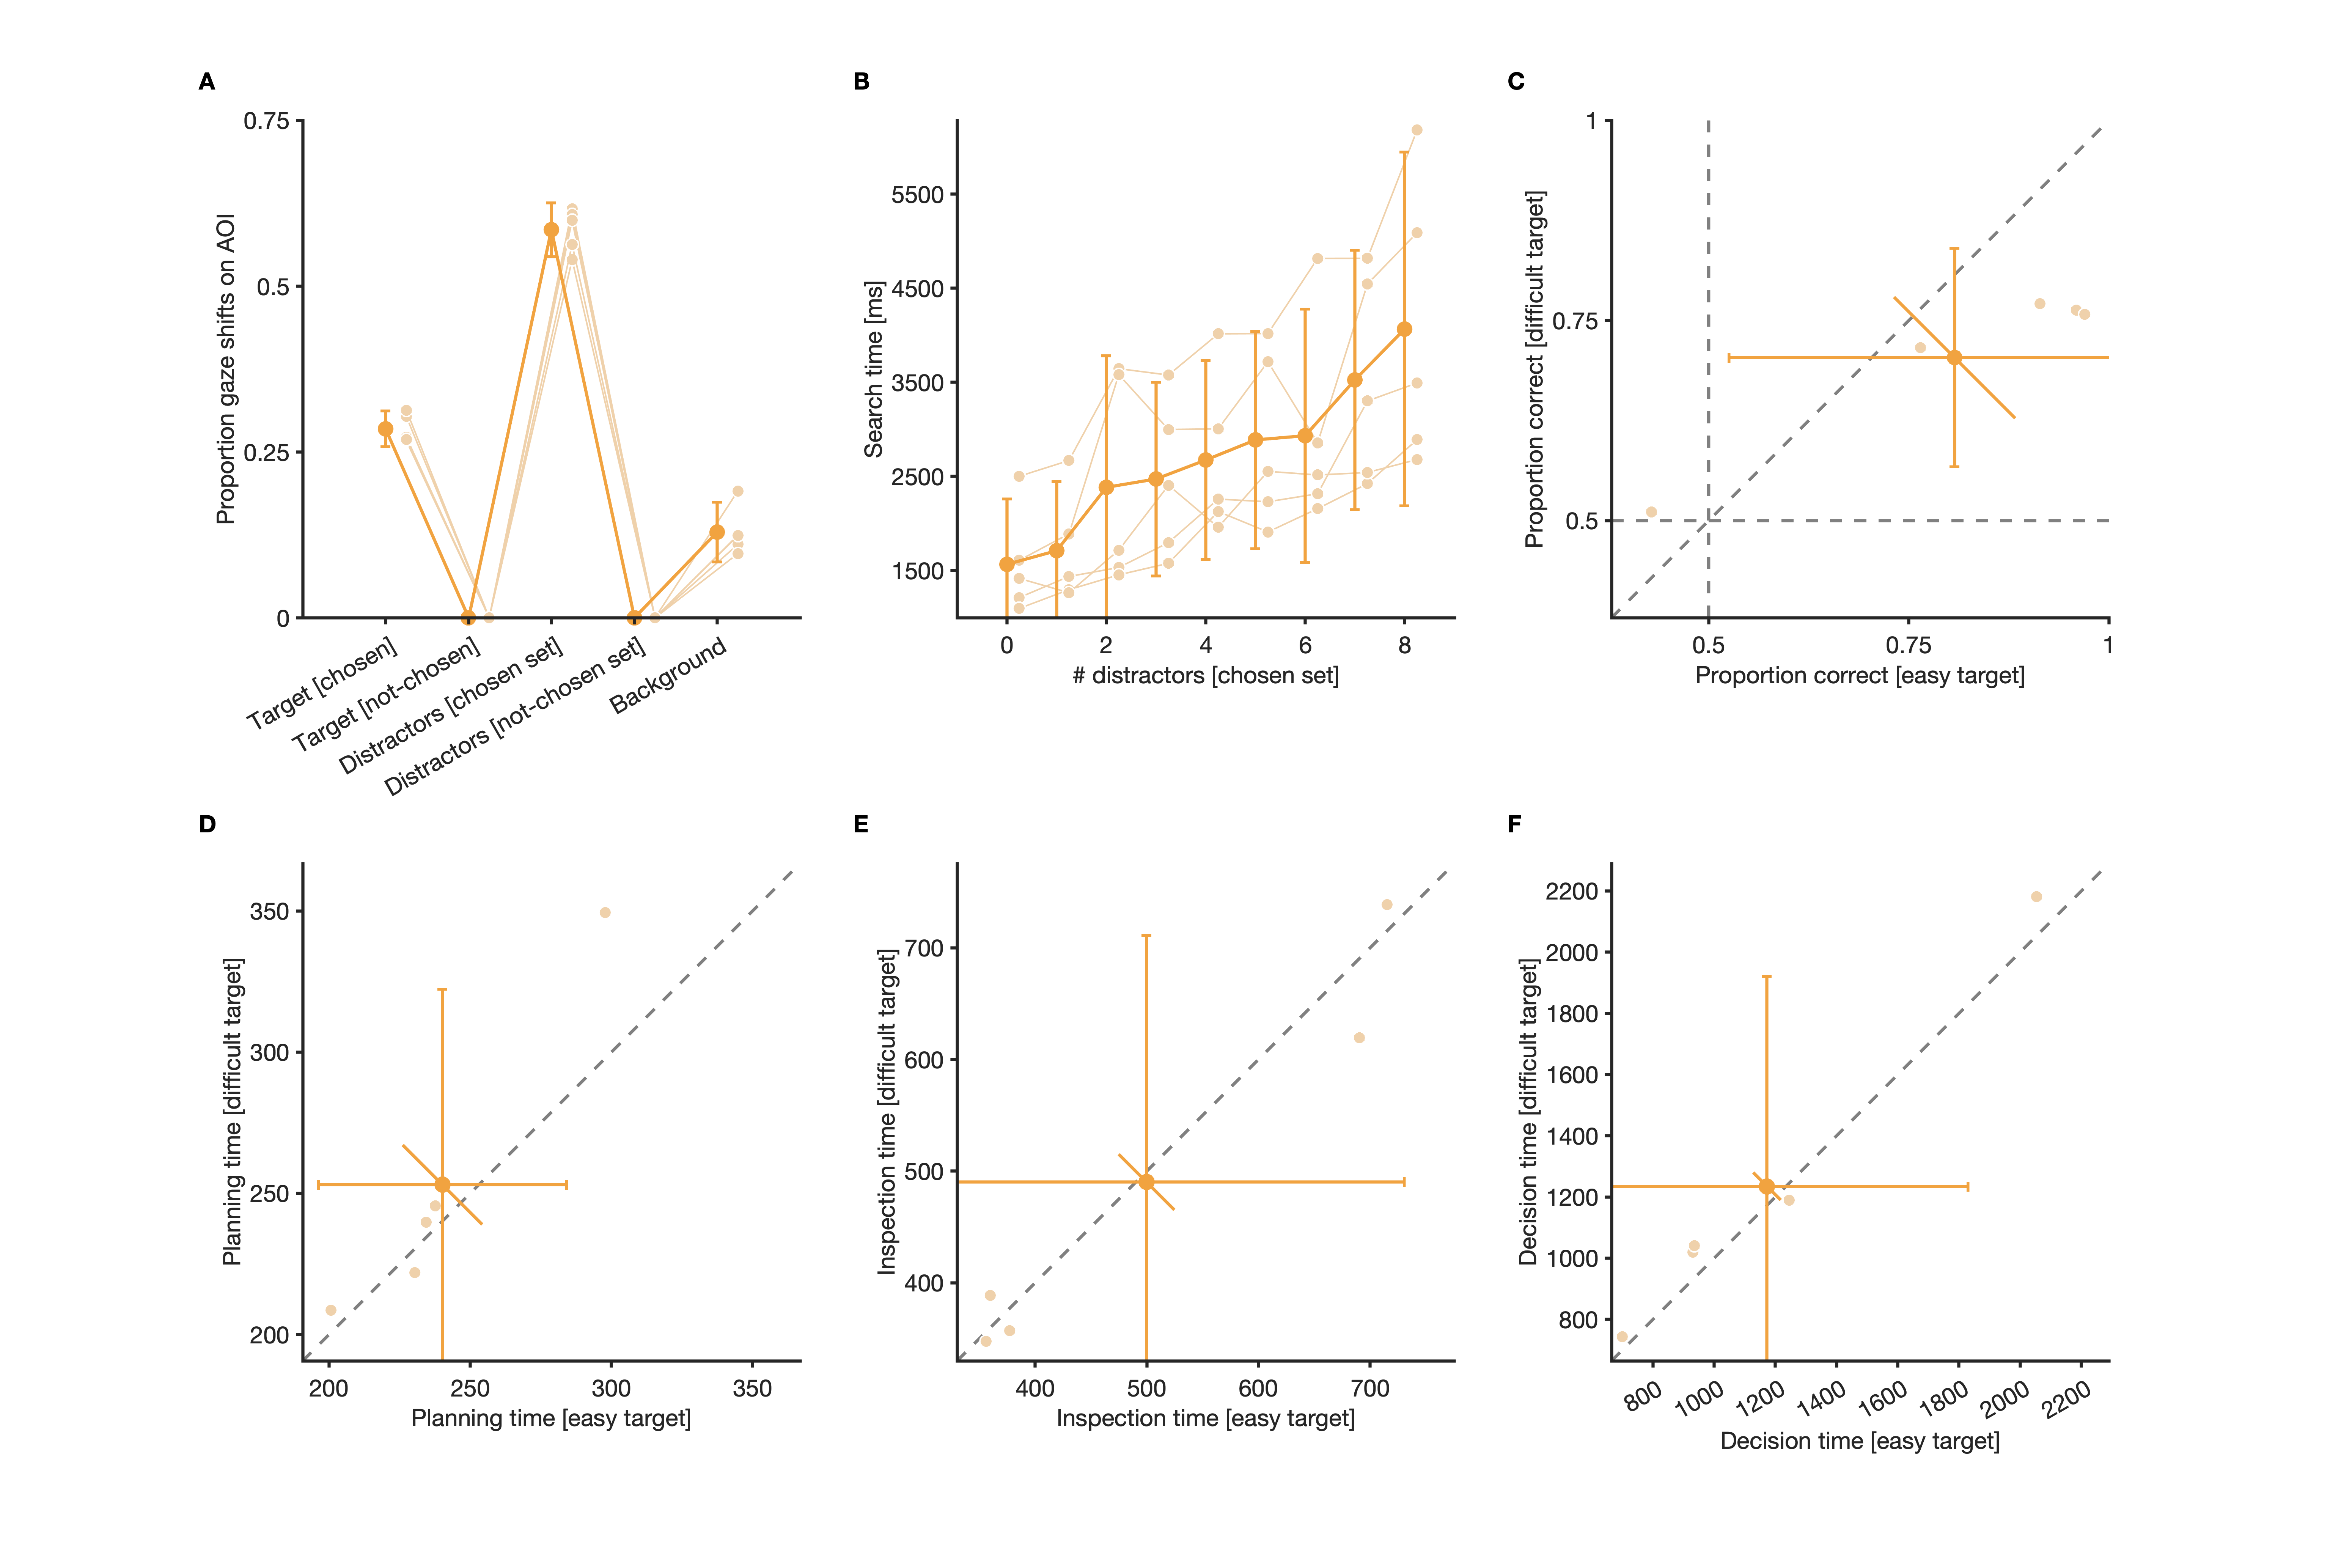 A
Proportion gaze shifts on AOI
0.75
0.5
0.25
0
Target [chosen]
Target [not-chosen]
Distractors [chosen set]
Distractors [not-chosen set]
Background
B
Search time [ms]
5500
4500
3500
2500
1500
0 2 4 6 8
# distractors [chosen set]
C
Proportion correct [difficult target]
1
0.75
0.5
0.5 0.75 1
Proportion correct [easy target]
D
Planning time [difficult target]
350
300
250
200
200 250 300 350
Planning time [easy target]
E
Inspection time [difficult target]
700
600
500
400
400 500 600 700
Inspection time [easy target]
F
Decision time [difficult target]
2200
2000
1800
1600
1400
1200
1000
800
800 1000 1200 1400 1600 1800 2000 2200
Decision time [easy target]